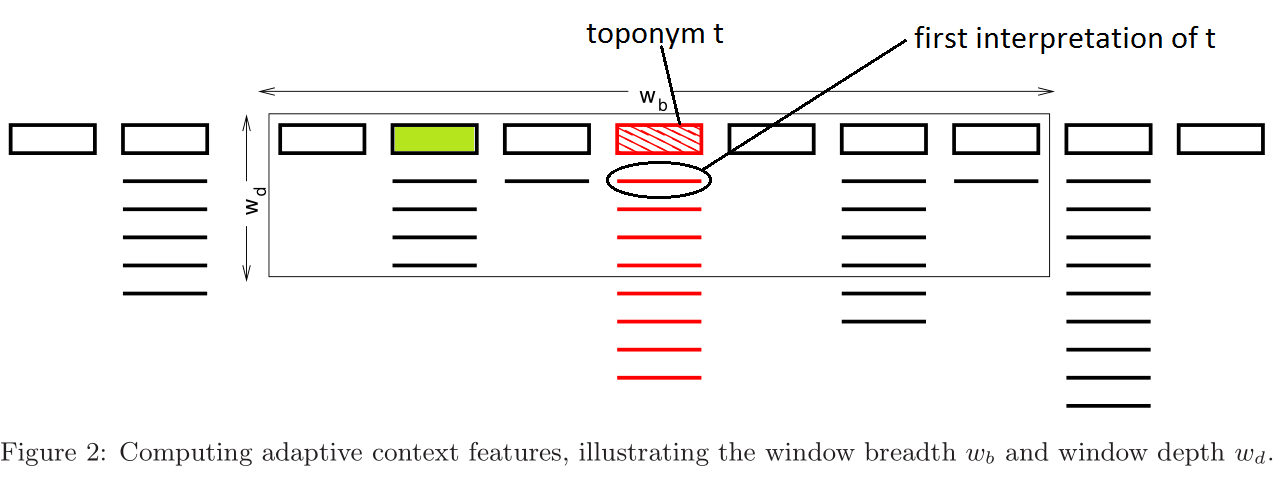 toponym t
first interpretation of t
w_b
w_d
Figure 2: Computing adaptive context features, illustrating the window breadth w_b and window depth w_d.